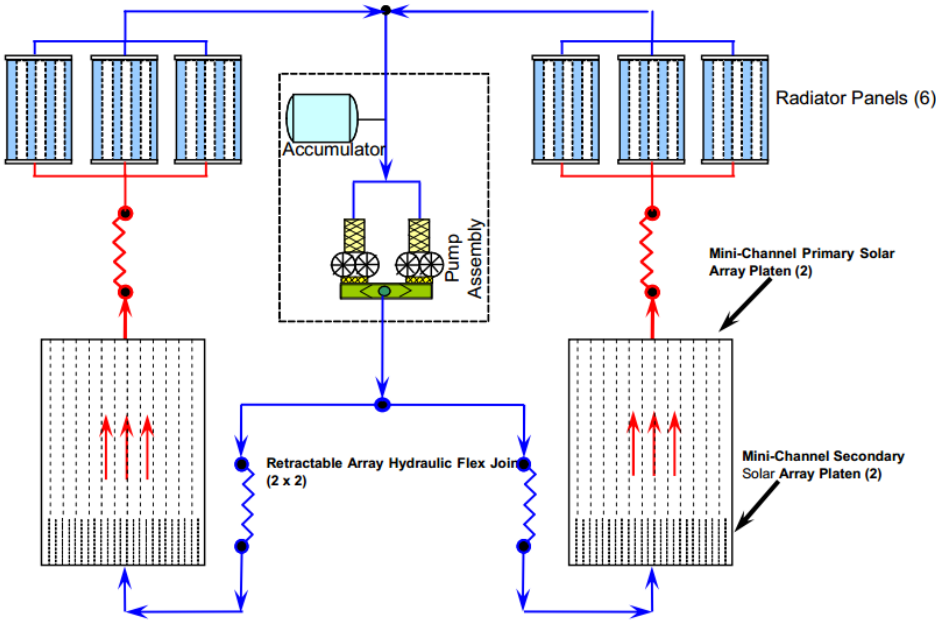 Radiator Panels (6)
Accumulator
Pump
Assembly
Mini-Channel Primary Solar
Array Platen (2)
Retractable Array Hydraulic Flex Join
(2 x 2)
Mini-Channel Secondary
Solar Array Platen (2)